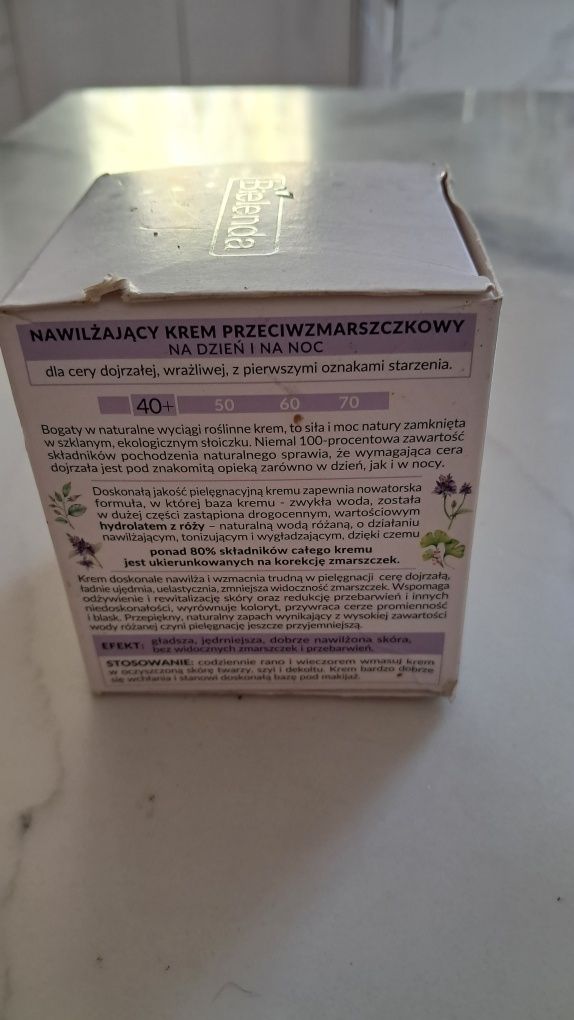 Bielenda
NAWILŻAJĄCY KREM PRZECIWZMARSZCZKOWY
NA DZIEŃ I NA NOC
dla cery dojrzałej, wrażliwej, z pierwszymi oznakami starzenia.
40+ 50 60 70
Bogaty w naturalne wyciągi roślinne krem, to siła i moc natury zamknięta
w szklanym, ekologicznym słoiczku. Niemal 100-procentowa zawartość
składników pochodzenia naturalnego sprawia, że wymagająca cera
dojrzała jest pod znakomitą opieką zarówno w dzień, jak i w nocy.
Doskonałą jakość pielęgnacyjną kremu zapewnia nowatorska
formuła, w której baza kremu - zwykła woda, została
w dużej części zastąpiona drogocennym, wartościowym
hydrolatem z róży – naturalną wodą różaną, o działaniu
nawilżającym, tonizującym i wygładzającym, dzięki czemu
ponad 80% składników całego kremu
jest ukierunkowanych na korekcję zmarszczek.
Krem doskonale nawilża i wzmacnia trudną w pielęgnacji cerę dojrzałą,
ładnie ujędrnia, uelastycznia, zmniejsza widoczność zmarszczek. Wspomaga
odżywienie i rewitalizację skóry oraz redukcję przebarwień i innych
niedoskonałości, wyrównuje koloryt, przywraca cerze promienność
i blask. Przepiękny, naturalny zapach wynikający z wysokiej zawartości
wody różanej czyni pielęgnację jeszcze przyjemniejszą.
EFEKT: gładsza, jędrniejsza, dobrze nawilżona skóra,
bez widocznych zmarszczek i przebarwień.
STOSOWANIE: codziennie rano i wieczorem wmasuj krem
w oczyszczoną skórę twarzy, szyi i dekoltu. Krem bardzo dobrze
się wchłania i stanowi doskonałą bazę pod makijaż.